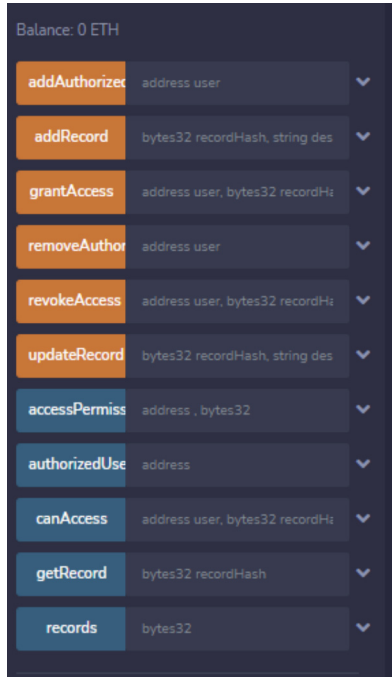 Balance: 0 ETH
addAuthorized address user
addRecord bytes32 recordHash, string des
grantAccess address user, bytes32 recordHa
removeAuthor address user
revokeAccess address user, bytes32 recordHa
updateRecord bytes32 recordHash, string des
accessPermiss address , bytes32
authorizedUse address
canAccess address user, bytes32 recordHa
getRecord bytes32 recordHash
records bytes32